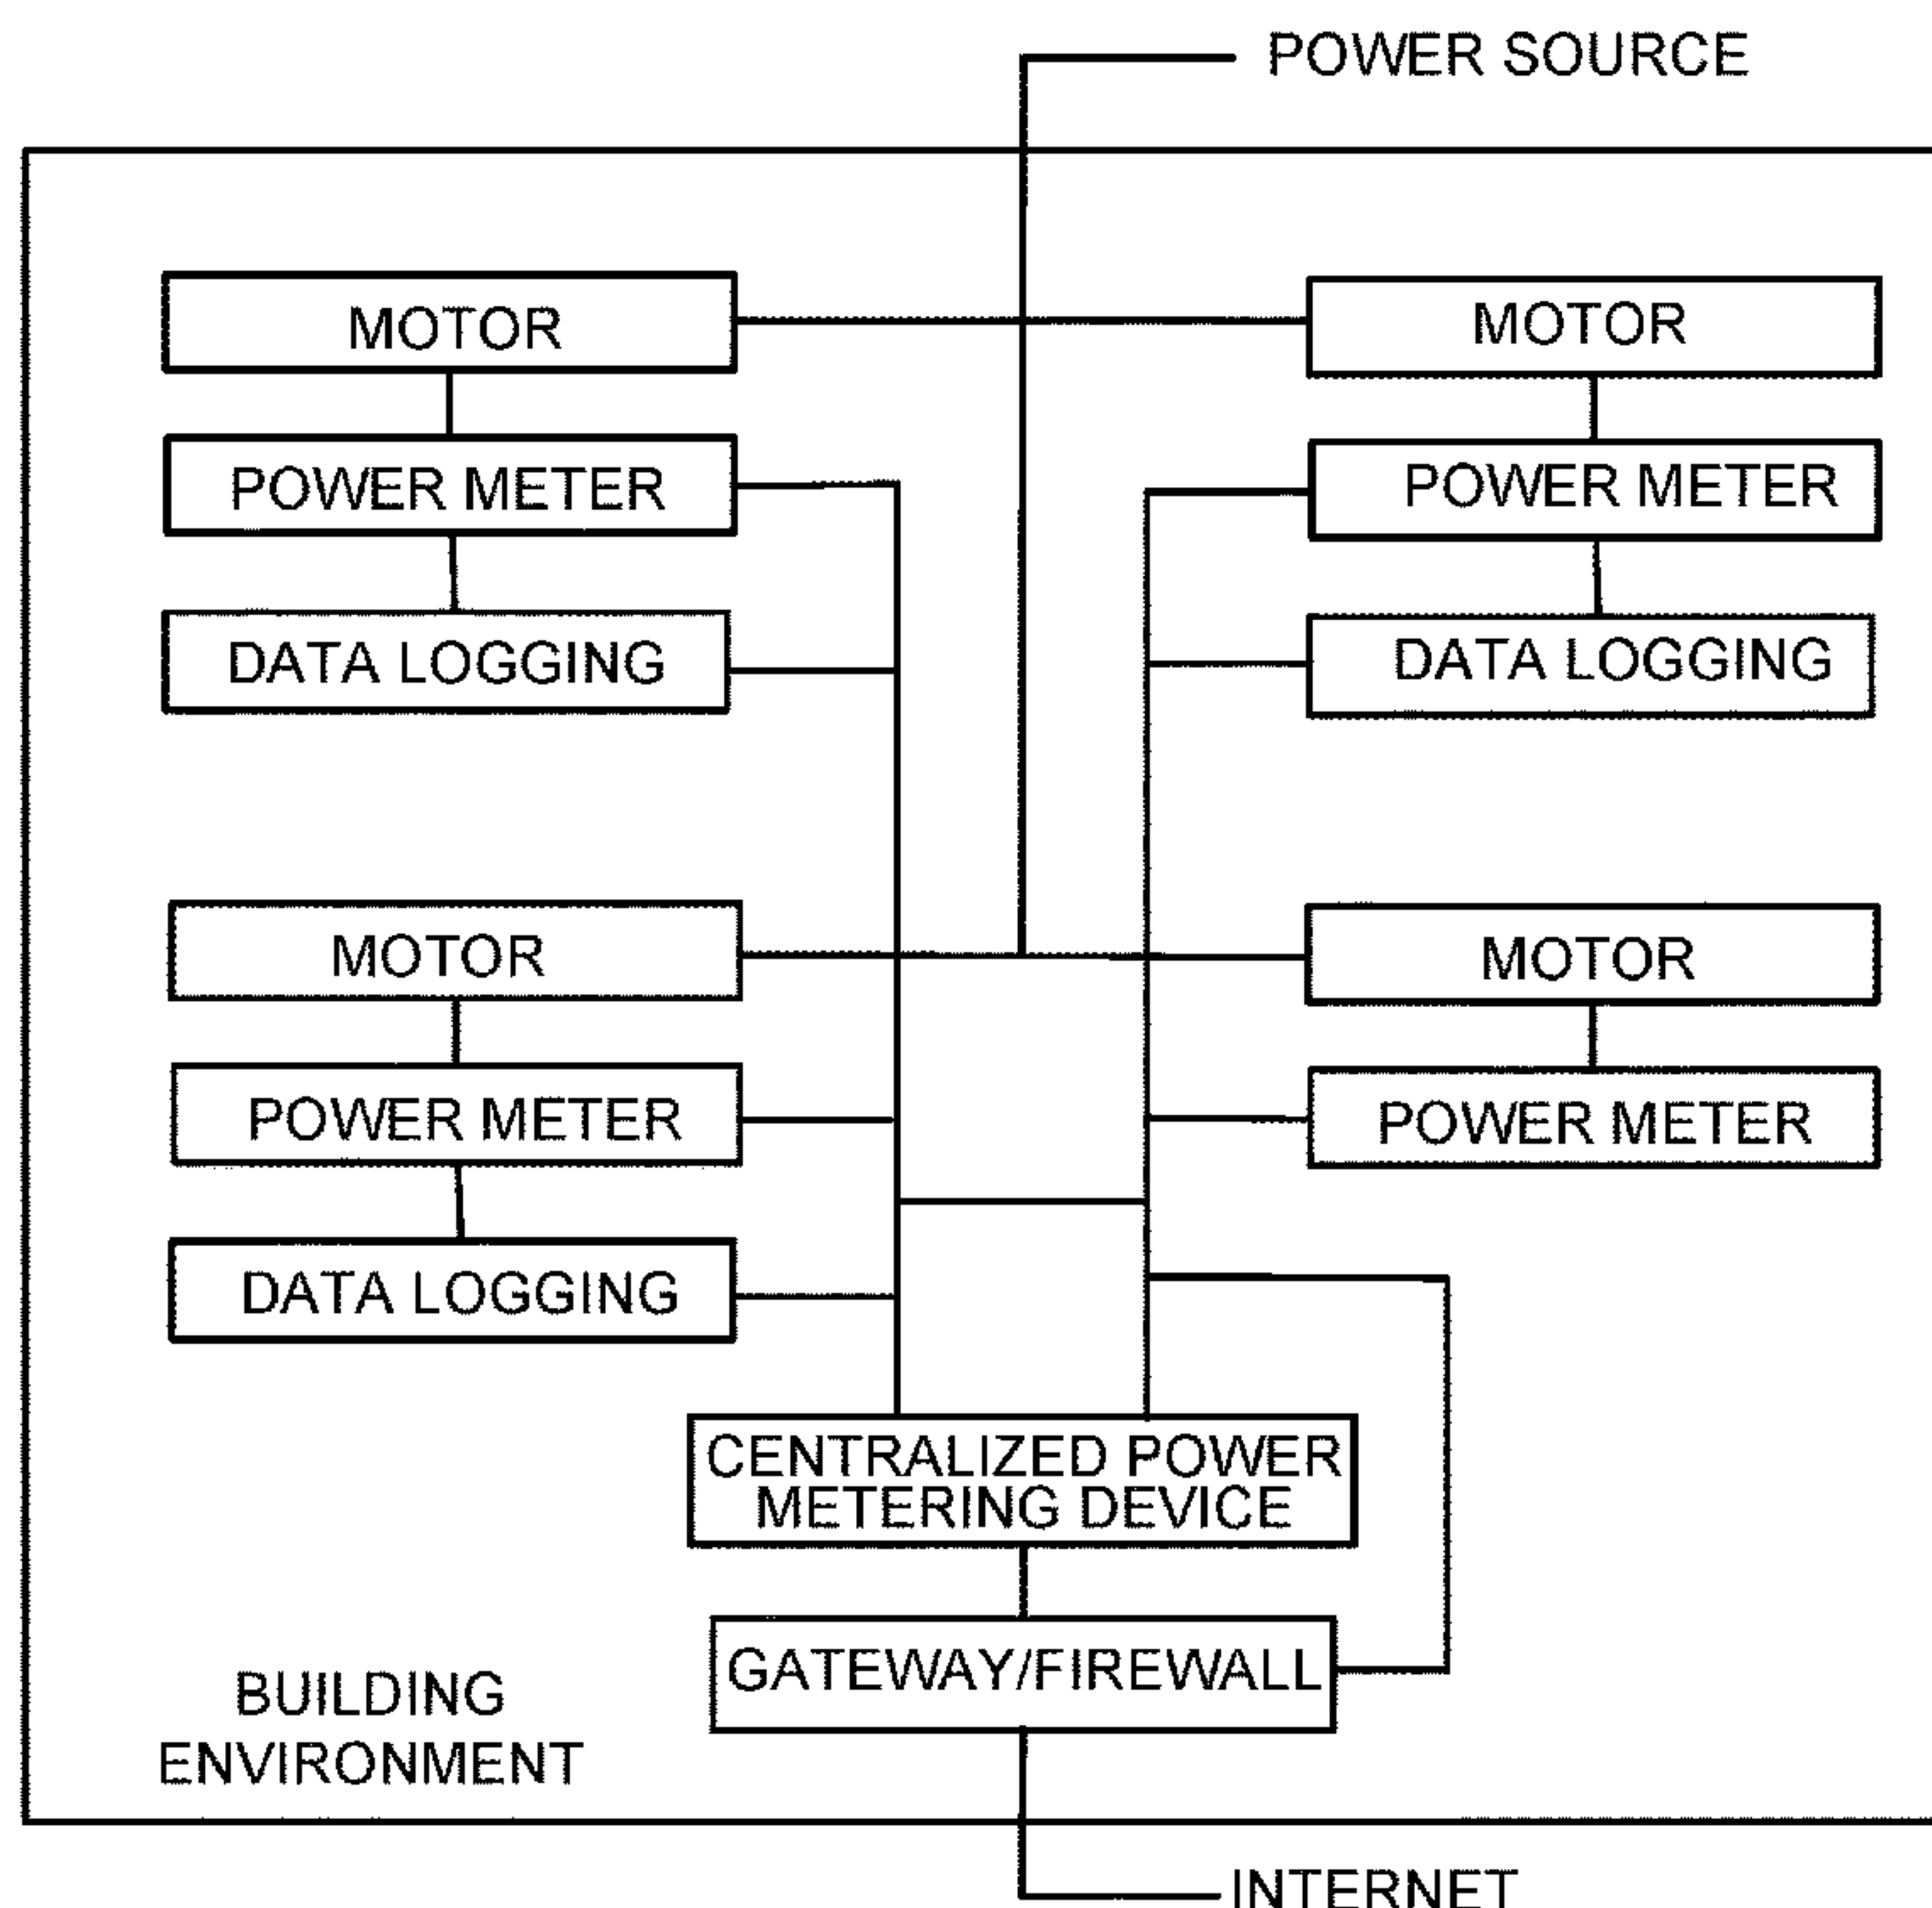 POWER SOURCE
MOTOR
MOTOR
POWER METER
POWER METER
DATA LOGGING
DATA LOGGING
MOTOR
MOTOR
POWER METER
POWER METER
DATA LOGGING
CENTRALIZED POWER
METERING DEVICE
GATEWAY/FIREWALL
BUILDING
ENVIRONMENT
INTERNET